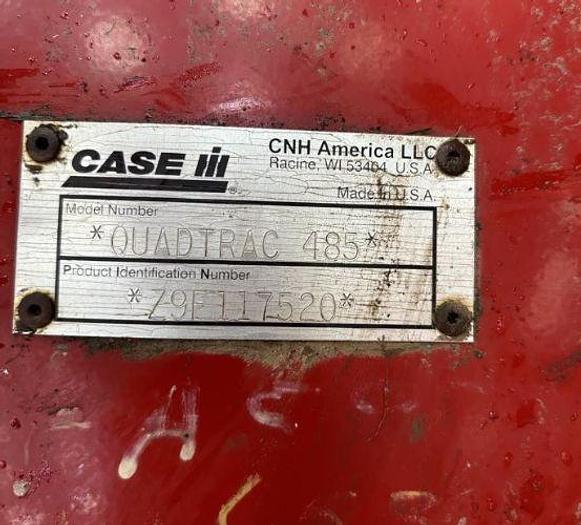 CASE IH®
CNH America LLC
Racine, WI 53404 U.S.A.
Made in U.S.A.
Model Number
*QUADTRAC 485*
Product Identification Number
*Z9F117520*